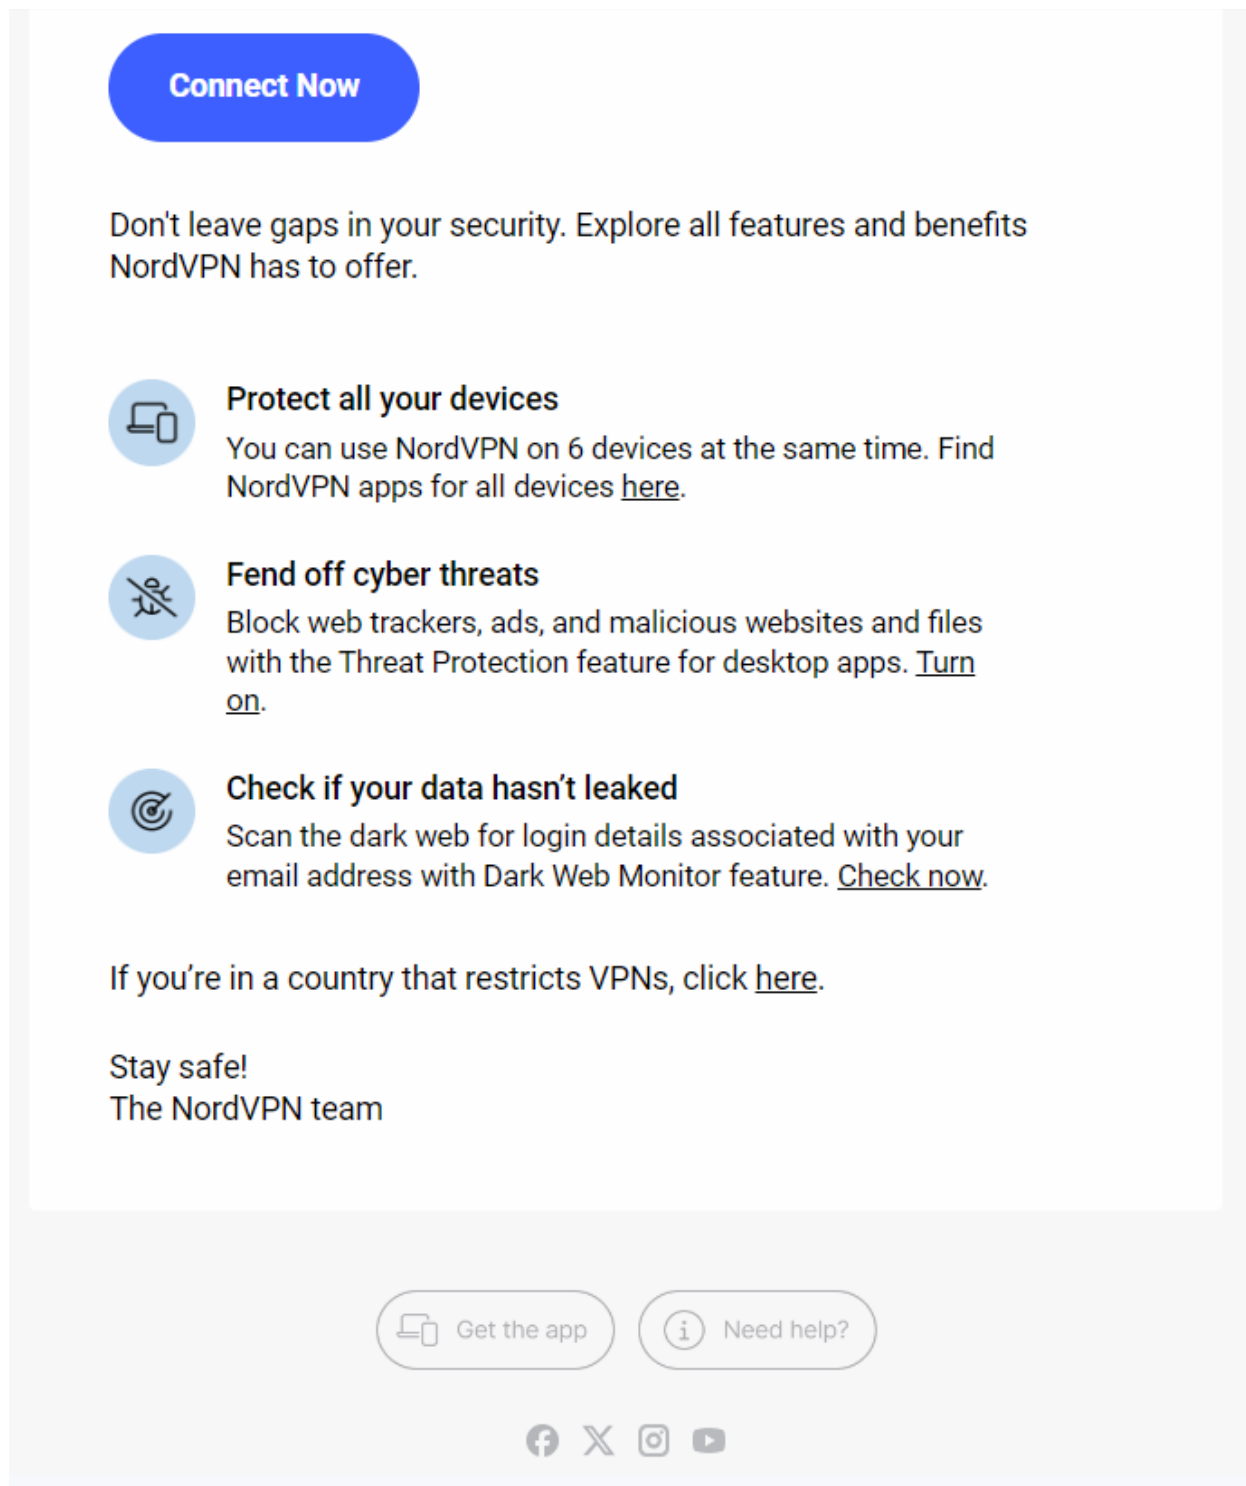 Connect Now
Don't leave gaps in your security. Explore all features and benefits
NordVPN has to offer.
Protect all your devices
You can use NordVPN on 6 devices at the same time. Find
NordVPN apps for all devices here.
Fend off cyber threats
Block web trackers, ads, and malicious websites and files
with the Threat Protection feature for desktop apps. Turn
on.
Check if your data hasn’t leaked
Scan the dark web for login details associated with your
email address with Dark Web Monitor feature. Check now.
If you’re in a country that restricts VPNs, click here.
Stay safe!
The NordVPN team
Get the app
Need help?